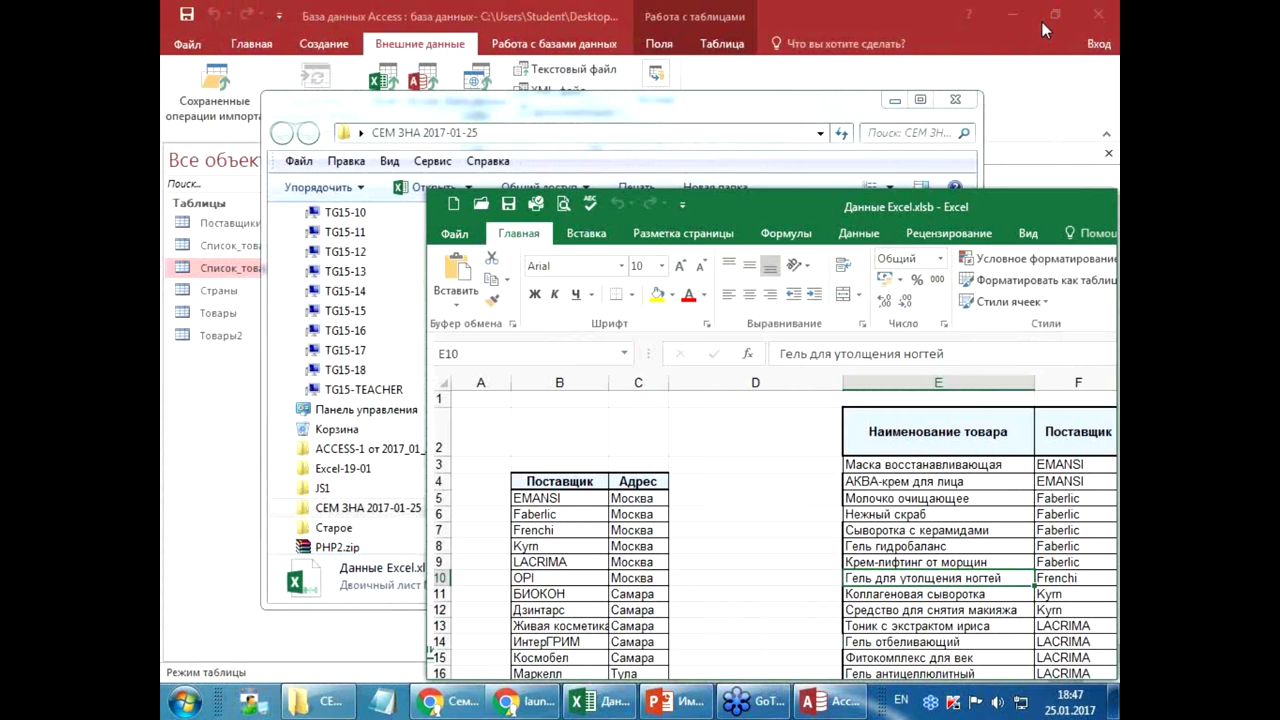 База данных Access : база данных- C:\Users\Student\Desktop...
Работа с таблицами
Файл
Главная
Создание
Внешние данные
Работа с базами данных
Поля
Таблица
Что вы хотите сделать?
Вход
Сохраненные
операции импорта
Текстовый файл
Все объе
Поиск..
Таблицы
Поставщики
Список_това
Список_това
Страны
Товары
Товары2
Режим таблицы
СЕМ ЗНА 2017-01-25
Поиск: СЕМ ЗН...
Файл
Правка
Вид
Сервис
Справка
Упорядочить
TG15-10
TG15-11
TG15-12
TG15-13
TG15-14
TG15-15
TG15-16
TG15-17
TG15-18
TG15-TEACHER
Панель управления
Корзина
ACCESS-1 от 2017_01_
Excel-19-01
JS1
СЕМ ЗНА 2017-01-25
Старое
PHP2.zip
Данные Excel.xl
Двоичный лист M
Данные Excel.xlsb - Excel
Файл
Главная
Вставка
Разметка страницы
Формулы
Данные
Рецензирование
Вид
Помощ
Вставить
Буфер обмена
Arial
10
Ж К Ч
Шрифт
Выравнивание
Общий
Число
Условное форматирование
Форматировать как таблиц
Стили ячеек
Стили
E10
fx
Гель для утолщения ногтей
A B C D E F
1
2 Наименование товара Поставщик
3 Маска восстанавливающая EMANSI
4 Поставщик Адрес АКВА-крем для лица EMANSI
5 EMANSI Москва Молочко очищающее Faberlic
6 Faberlic Москва Нежный скраб Faberlic
7 Frenchi Москва Сыворотка с керамидами Faberlic
8 Kyrn Москва Гель гидробаланс Faberlic
9 LACRIMA Москва Крем-лифтинг от морщин Faberlic
10 OPI Москва Гель для утолщения ногтей Frenchi
11 БИОКОН Самара Коллагеновая сыворотка Kyrn
12 Дзинтарс Самара Средство для снятия макияжа Kyrn
13 Живая косметика Самара Тоник с экстрактом ириса LACRIMA
14 ИнтерГРИМ Самара Гель отбеливающий LACRIMA
15 Космобел Самара Фитокомплекс для век LACRIMA
16 Маркелл Тула Гель антицеллюлитный LACRIMA
CE...
Сем...
laun...
Дан...
Им...
GoT...
Acc...
EN
18:47
25.01.2017